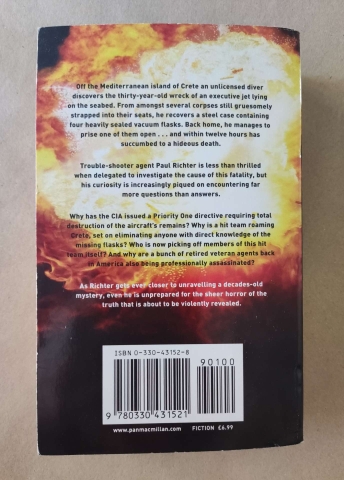 Off the Mediterranean island of Crete an unlicensed diver
discovers the thirty-year-old wreck of an executive jet lying
on the seabed. From amongst several corpses still gruesomely
strapped into their seats, he recovers a steel case containing
four heavily sealed vacuum flasks. Back home, he manages to
prise one of them open . . . and within twelve hours has
succumbed to a hideous death.
Trouble-shooter agent Paul Richter is less than thrilled
when delegated to investigate the cause of this fatality, but
his curiosity is increasingly piqued on encountering far
more questions than answers.
Why has the CIA issued a Priority One directive requiring total
destruction of the aircraft's remains? Why is a hit team roaming
Crete, set on eliminating anyone with direct knowledge of the
missing flasks? Who is now picking off members of this hit
team itself? And why are a bunch of retired veteran agents back
in America also being professionally assassinated?
As Richter gets ever closer to unravelling a decades-old
mystery, even he is unprepared for the sheer horror of the
truth that is about to be violently revealed.
ISBN 0-330-43152-8
90100
9 780330 431521
www.panmacmillan.com FICTION £6.99